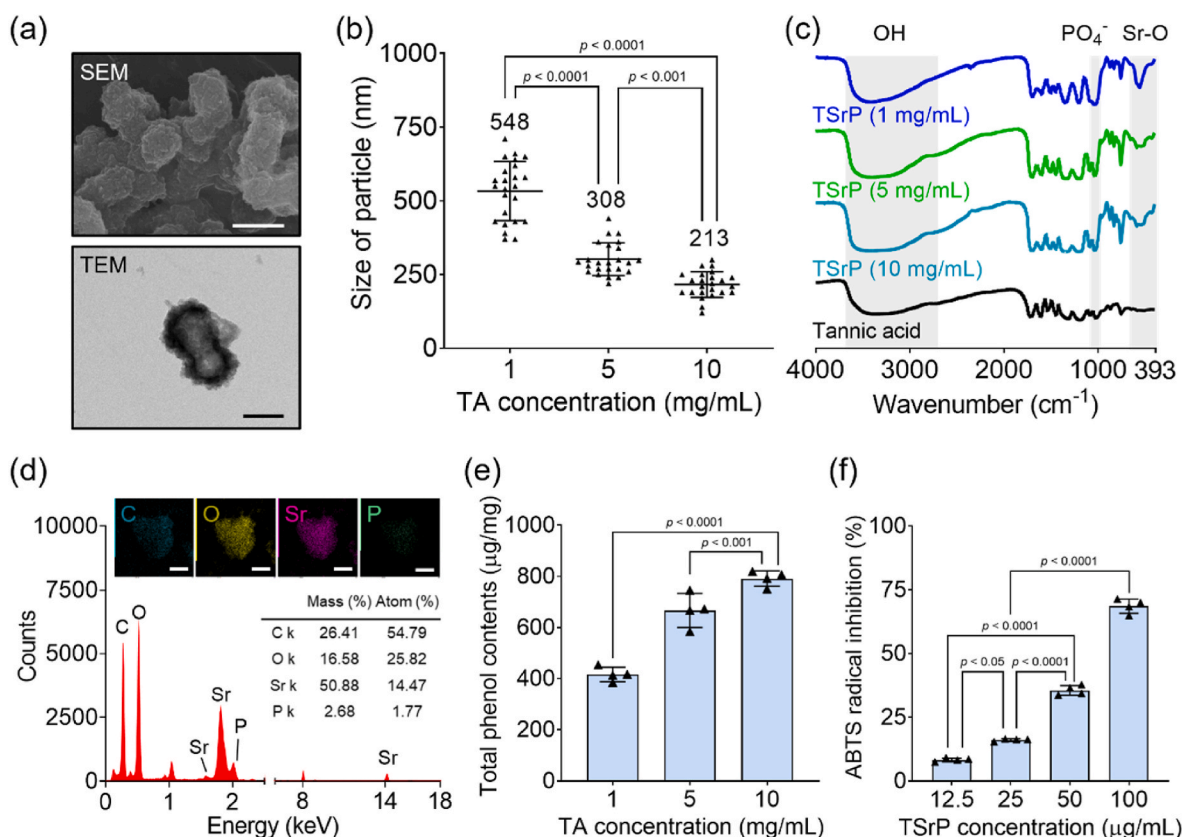 (a)
SEM
TEM
(b)
Size of particle (nm)
1000
750
500
250
0
p < 0.0001
p < 0.0001
p < 0.001
548
308
213
1
5
10
TA concentration (mg/mL)
(c)
OH
PO4-
Sr-O
TSrP (1 mg/mL)
TSrP (5 mg/mL)
TSrP (10 mg/mL)
Tannic acid
4000
3000
2000
1000
393
Wavenumber (cm-1)
(d)
C
O
Sr
P
Counts
10000
7500
5000
2500
0
C
O
Sr
Sr
P
Sr
Mass (%) Atom (%)
C k 26.41 54.79
O k 16.58 25.82
Sr k 50.88 14.47
P k 2.68 1.77
0
1
2
8
14
18
Energy (keV)
(e)
Total phenol contents (µg/mg)
1000
800
600
400
200
0
p < 0.0001
p < 0.001
1
5
10
TA concentration (mg/mL)
(f)
ABTS radical inhibition (%)
100
75
50
25
0
p < 0.0001
p < 0.0001
p < 0.05
p < 0.0001
12.5
25
50
100
TSrP concentration (µg/mL)